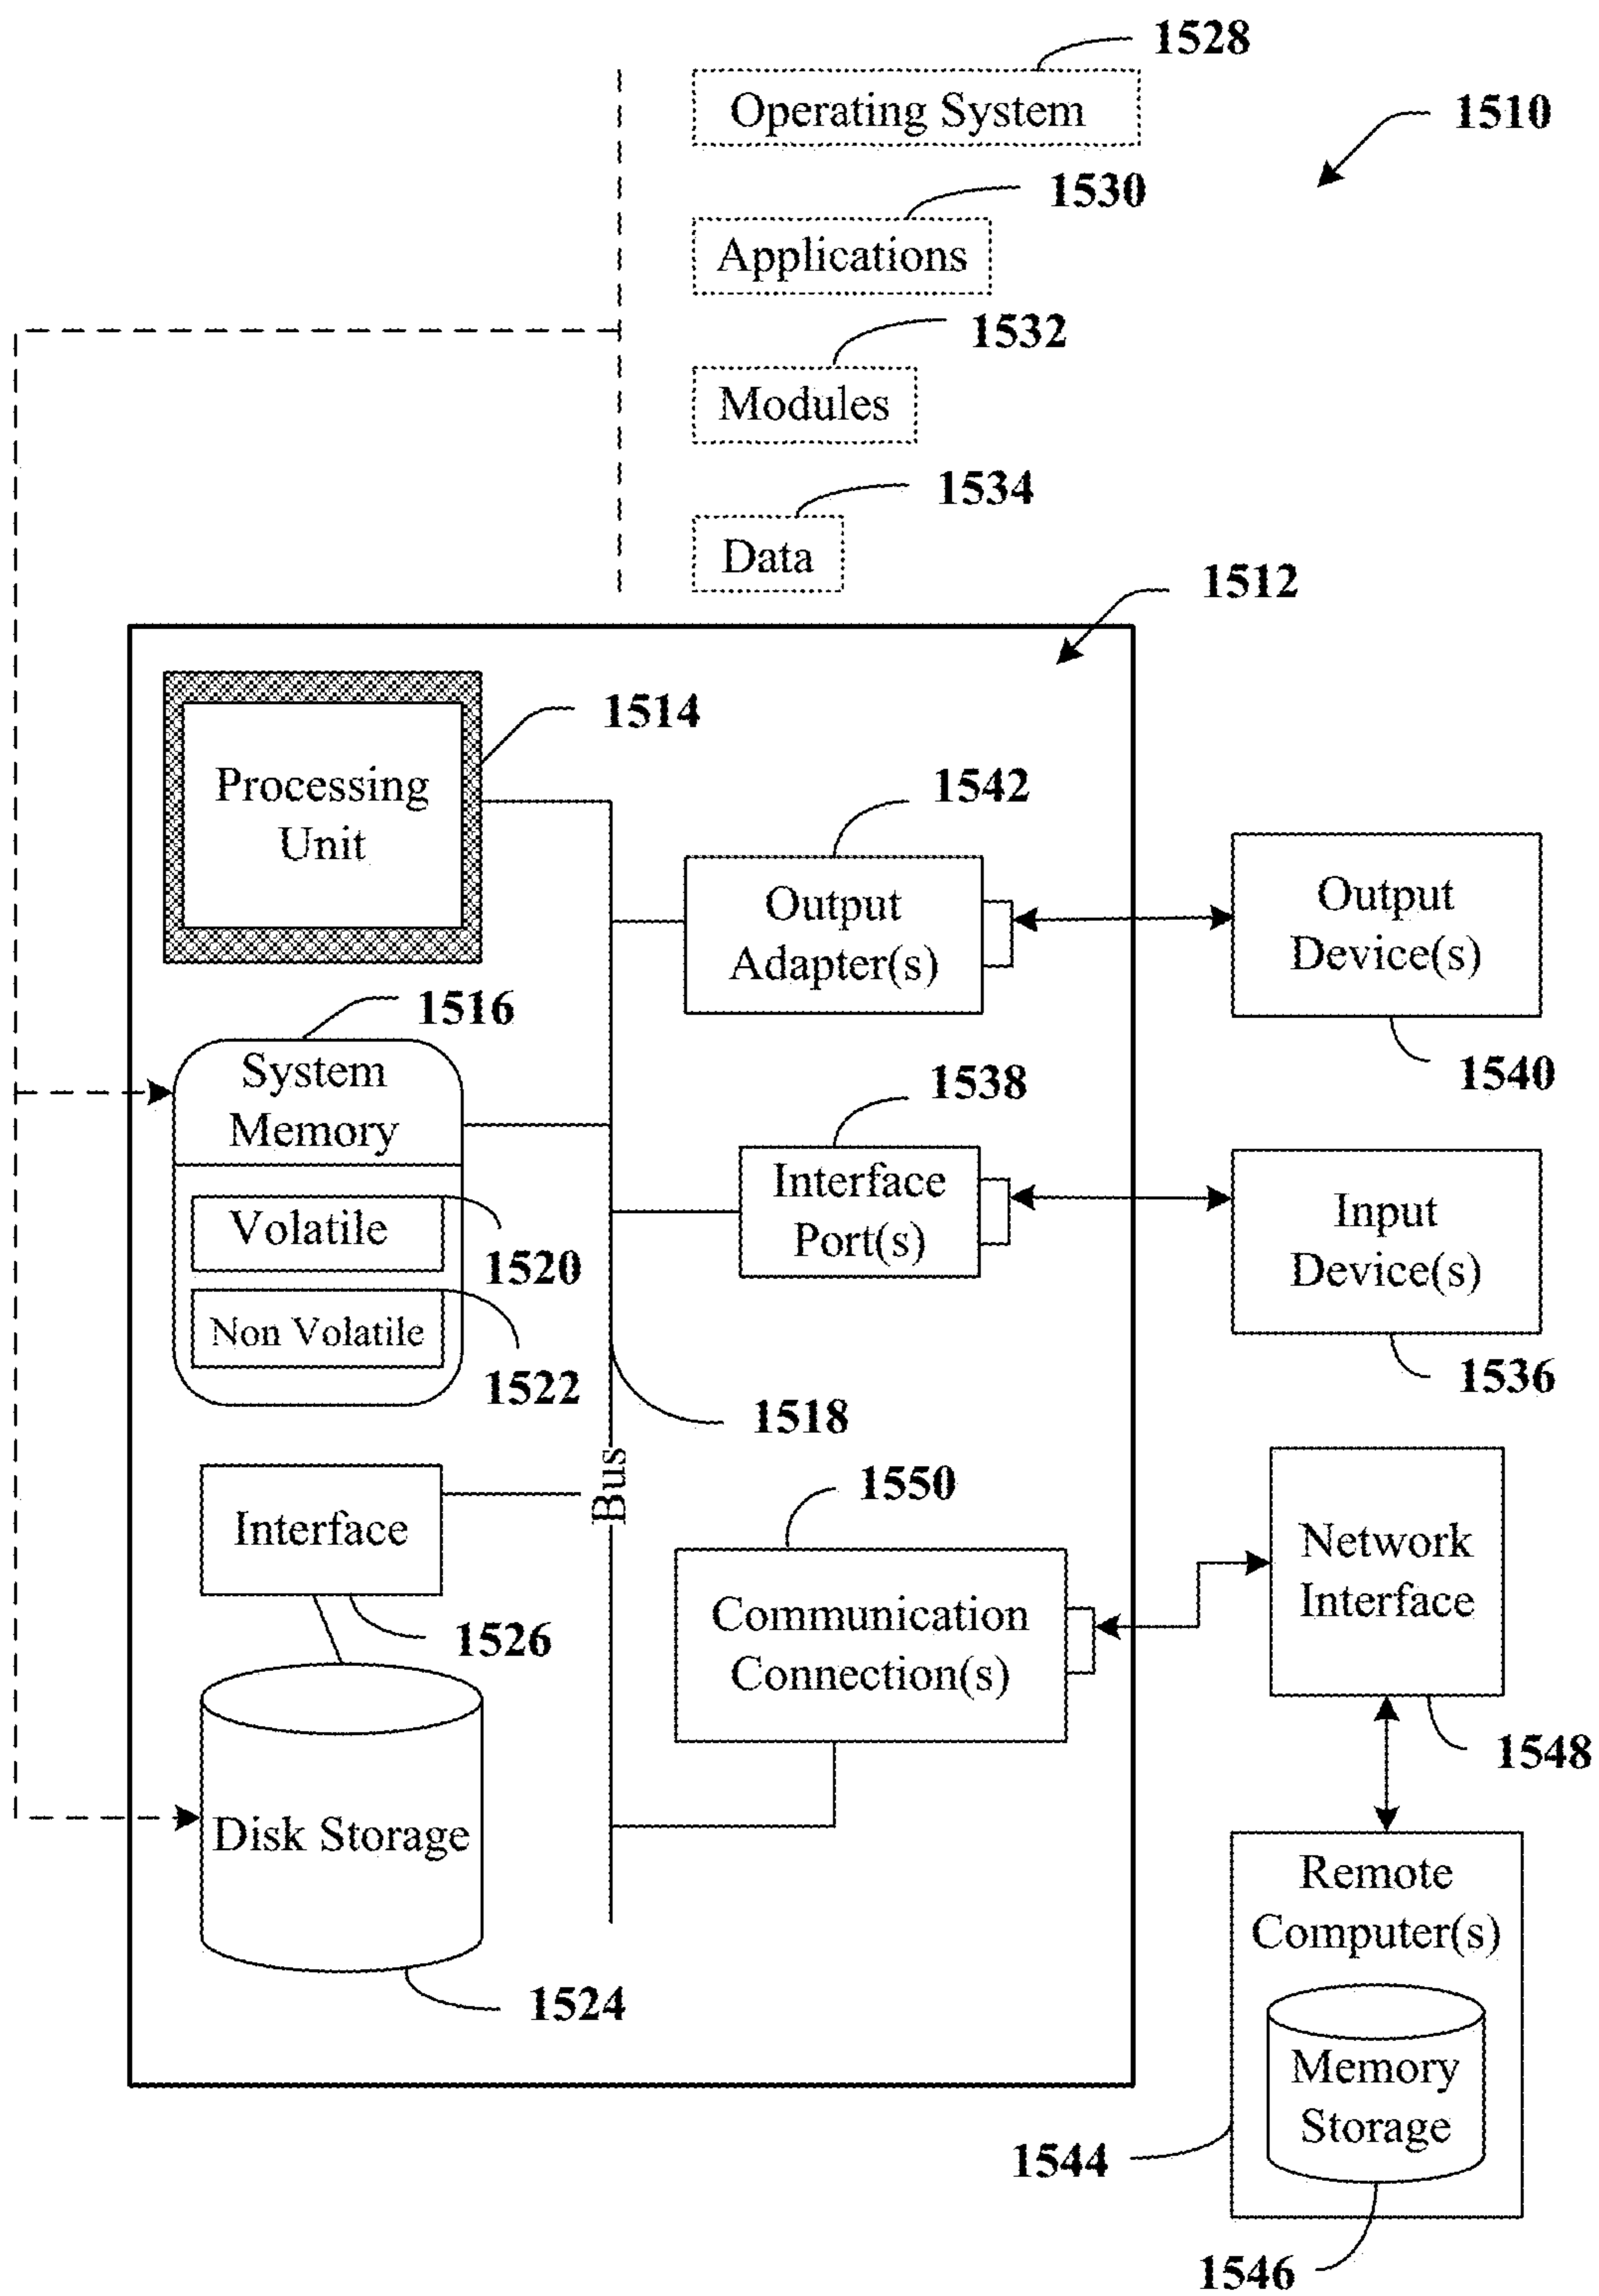 1528
Operating System
1510
1530
Applications
1532
Modules
1534
Data
1512
1514
Processing
Unit
1542
Output
Adapter(s)
Output
Device(s)
1540
1516
System
Memory
1538
Interface
Port(s)
Input
Device(s)
1536
Volatile
1520
Non Volatile
1522
1518
Bus
Interface
1526
1550
Communication
Connection(s)
Network
Interface
1548
Disk Storage
1524
Remote
Computer(s)
Memory
Storage
1544
1546